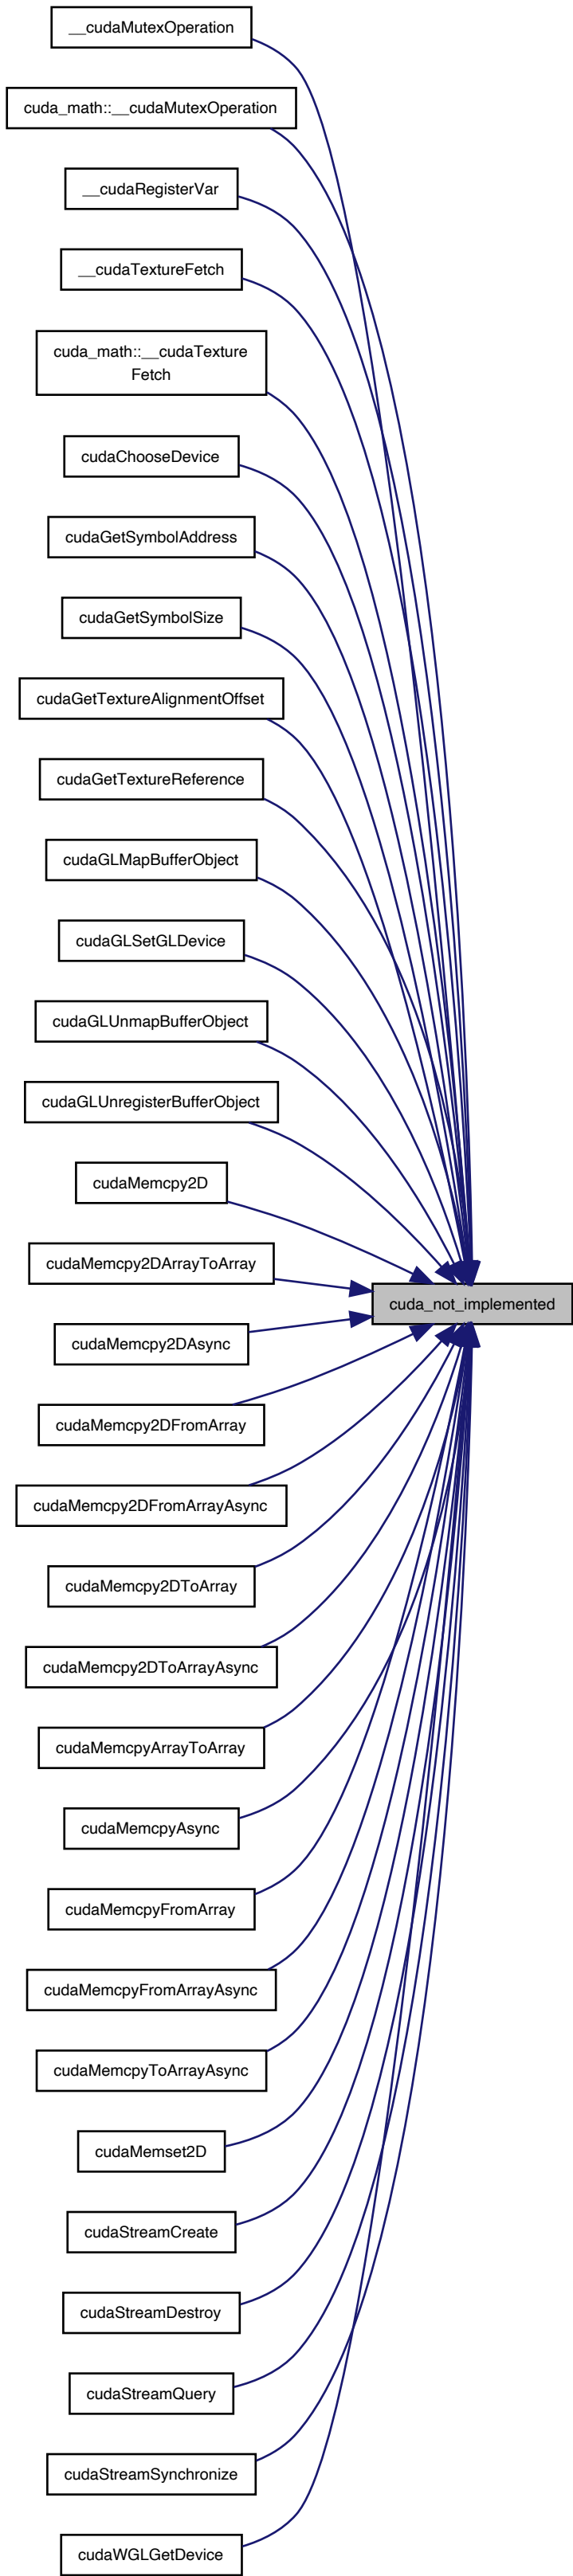 __cudaMutexOperation
cuda_math::__cudaMutexOperation
__cudaRegisterVar
__cudaTextureFetch
cuda_math::__cudaTexture
Fetch
cudaChooseDevice
cudaGetSymbolAddress
cudaGetSymbolSize
cudaGetTextureAlignmentOffset
cudaGetTextureReference
cudaGLMapBufferObject
cudaGLSetGLDevice
cudaGLUnmapBufferObject
cudaGLUnregisterBufferObject
cudaMemcpy2D
cudaMemcpy2DArrayToArray
cuda_not_implemented
cudaMemcpy2DAsync
cudaMemcpy2DFromArray
cudaMemcpy2DFromArrayAsync
cudaMemcpy2DToArray
cudaMemcpy2DToArrayAsync
cudaMemcpyArrayToArray
cudaMemcpyAsync
cudaMemcpyFromArray
cudaMemcpyFromArrayAsync
cudaMemcpyToArrayAsync
cudaMemset2D
cudaStreamCreate
cudaStreamDestroy
cudaStreamQuery
cudaStreamSynchronize
cudaWGLGetDevice